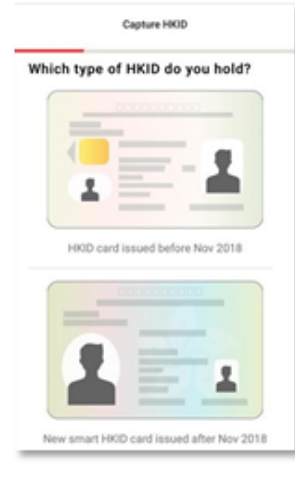 Capture HKID
Which type of HKID do you hold?
HKID card issued before Nov 2018
New smart HKID card issued after Nov 2018